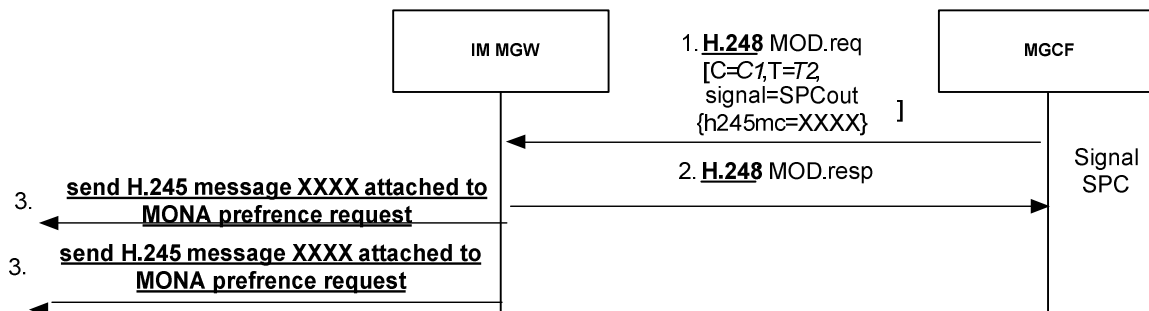 IM MGW
MGCF
1. H.248 MOD.req
[C=C1,T=T2,
signal=SPCout
{h245mc=XXXX} ]
2. H.248 MOD.resp
Signal
SPC
3. send H.245 message XXXX attached to
MONA prefrence request
3. send H.245 message XXXX attached to
MONA prefrence request